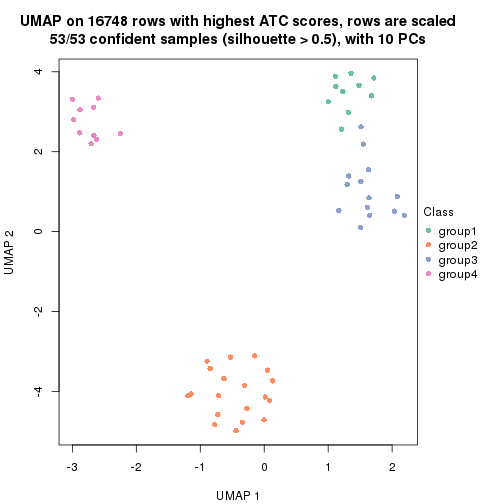 UMAP on 16748 rows with highest ATC scores, rows are scaled
53/53 confident samples (silhouette > 0.5), with 10 PCs
4
2
0
-2
-4
UMAP 2
-3
-2
-1
0
1
2
UMAP 1
Class
group1
group2
group3
group4